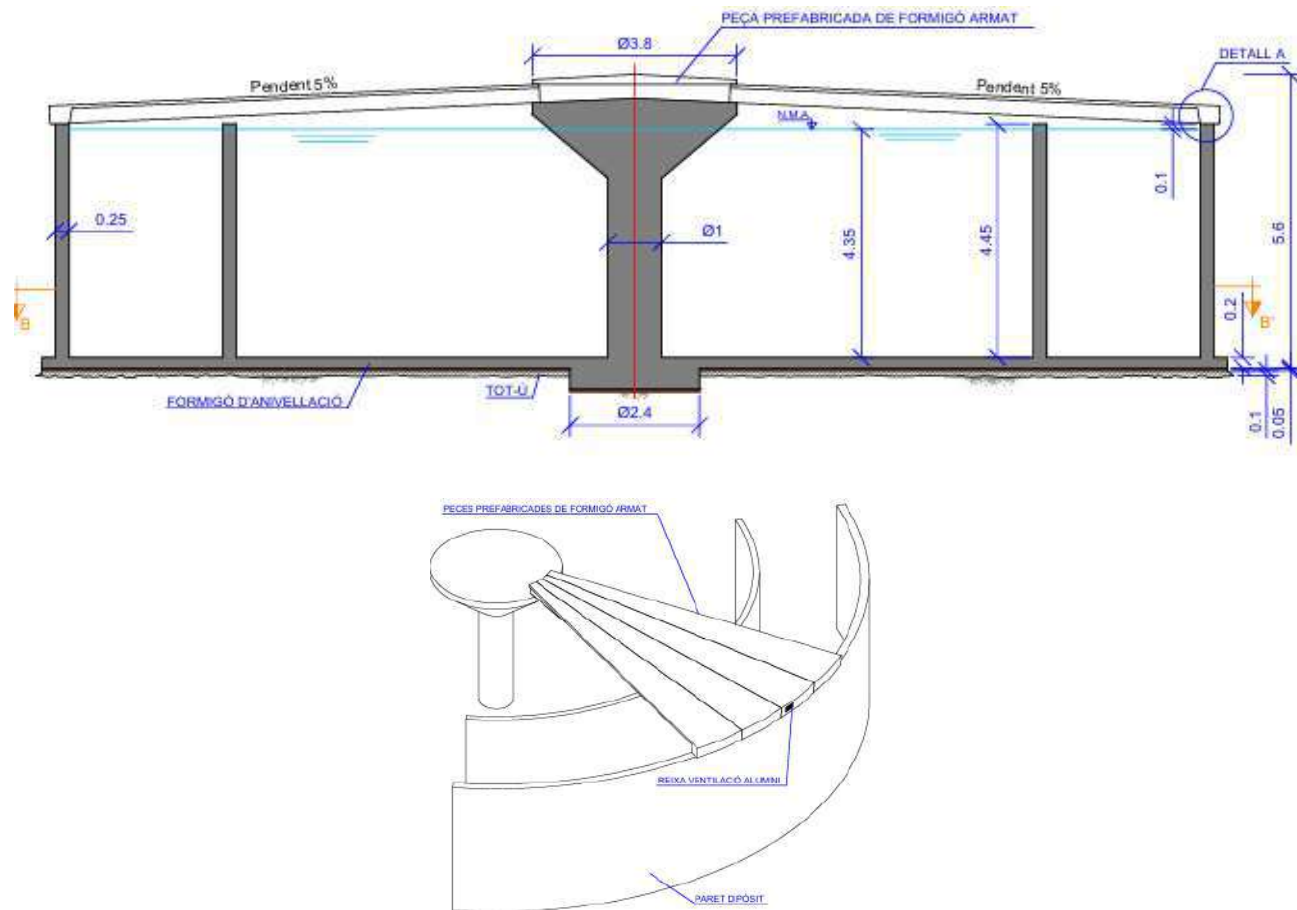 PEÇA PREFABRICADA DE FORMIGÓ ARMAT
Ø3.8
DETALL A
Pendent 5%
Pendent 5%
N.M.A.
0.1
0.25
Ø1
4.35
4.45
5.6
B
0.2
B'
FORMIGÓ D'ANIVELLACIÓ
TOT-Ú
Ø2.4
0.1
0.05
PECES PREFABRICADES DE FORMIGÓ ARMAT
REIXA VENTILACIÓ ALUMINI
PARET DIPÒSIT